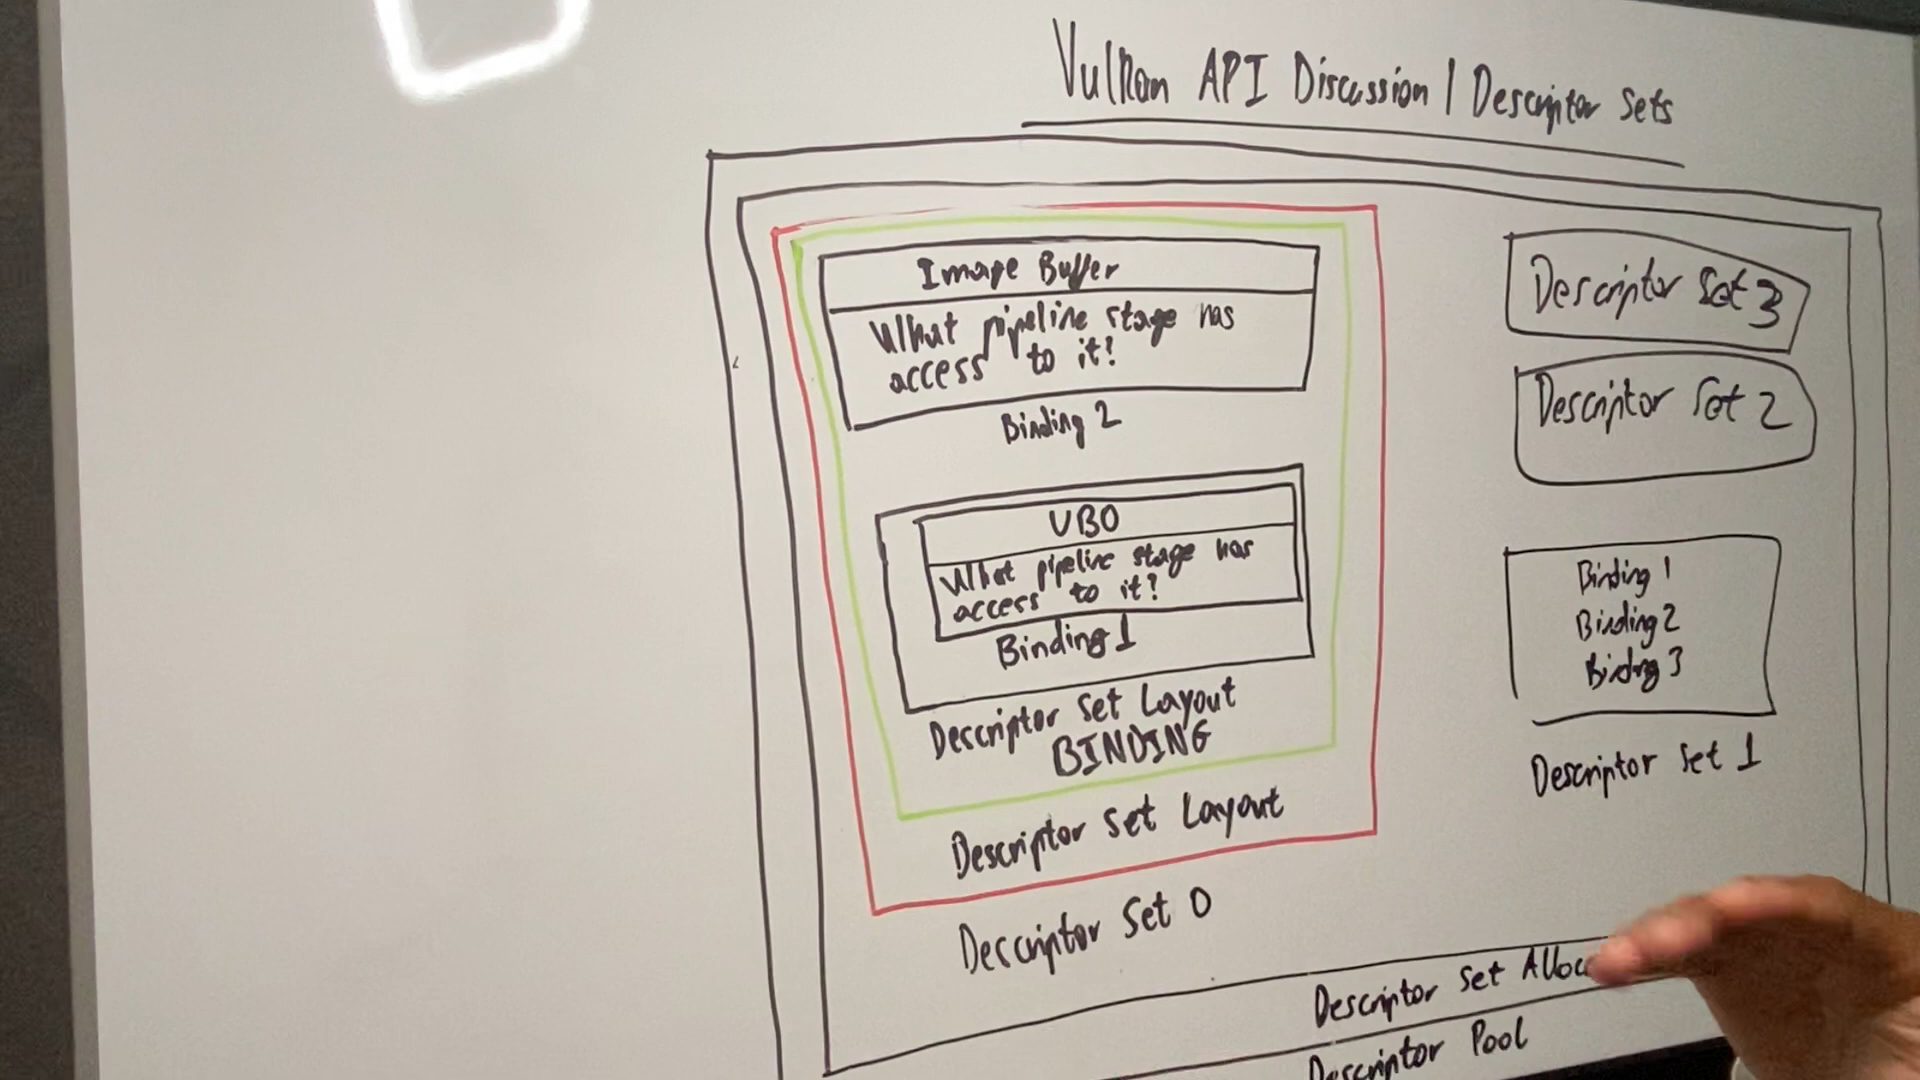 Vulkan API Discussion | Descriptor Sets
Image Buffer
What pipeline stage has
access to it?
Binding 2
UBO
What pipeline stage has
access to it?
Binding 1
Descriptor Set Layout
BINDING
Descriptor Set Layout
Descriptor Set 0
Descriptor Set 3
Descriptor Set 2
Binding 1
Binding 2
Binding 3
Descriptor Set 1
Descriptor Set Alloc
Descriptor Pool